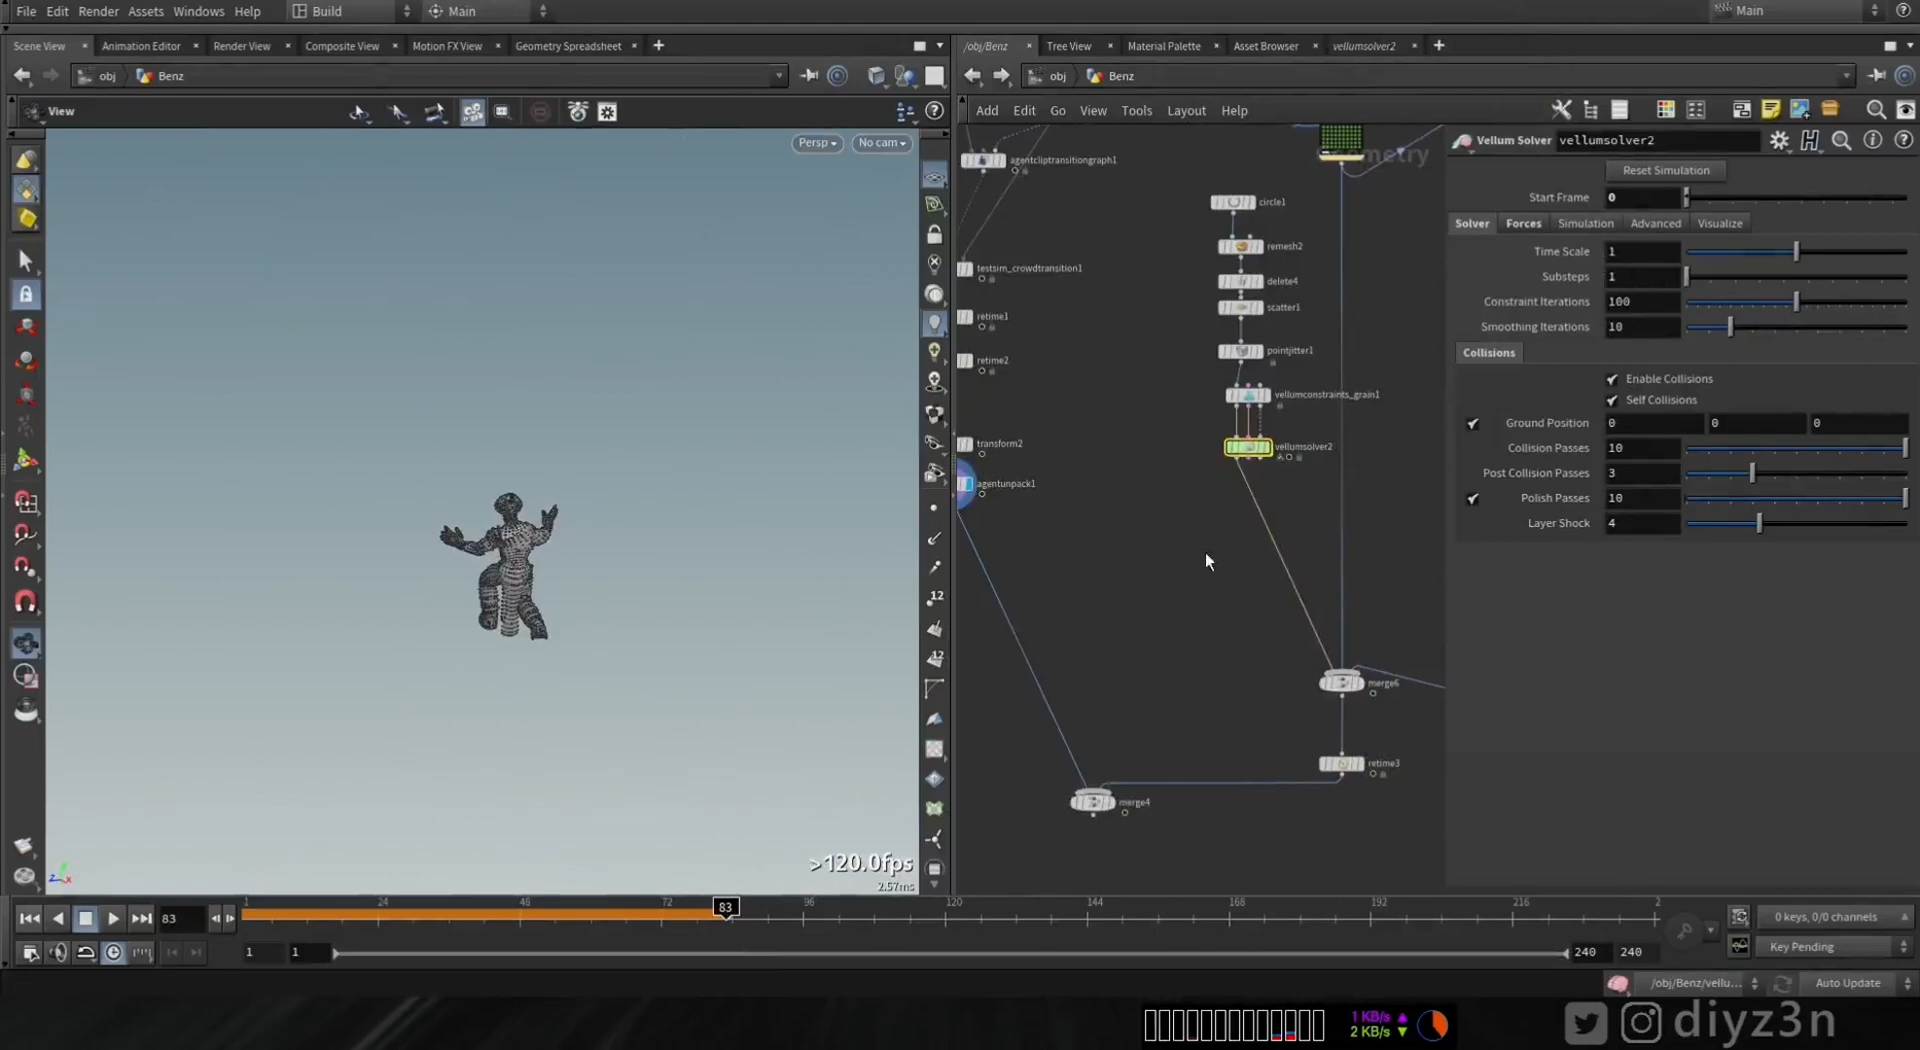 File Edit Render Assets Windows Help Build Main Main
Scene View Animation Editor Render View Composite View Motion FX View Geometry Spreadsheet
/obj/Benz Tree View Material Palette Asset Browser vellumsolver2
obj Benz
obj Benz
View
Add Edit Go View Tools Layout Help
Persp No cam
agentcliptransitiongraph1
testsim_crowdtransition1
retime1
retime2
transform2
agentunpack1
circle1
remesh2
delete4
scatter1
pointjitter1
vellumconstraints_grain1
vellumsolver2
merge6
retime3
merge4
Vellum Solver vellumsolver2
Reset Simulation
Start Frame 0
Solver Forces Simulation Advanced Visualize
Time Scale 1
Substeps 1
Constraint Iterations 100
Smoothing Iterations 10
Collisions
Enable Collisions
Self Collisions
Ground Position 0 0 0
Collision Passes 10
Post Collision Passes 3
Polish Passes 10
Layer Shock 4
12
12
>120.0fps
2.57ms
83 1 24 48 72 83 96 120 144 168 192 216 2
0 keys, 0/0 channels
1 1 240 240
Key Pending
/obj/Benz/vellu... Auto Update
1 KB/s
2 KB/s
diyz3n